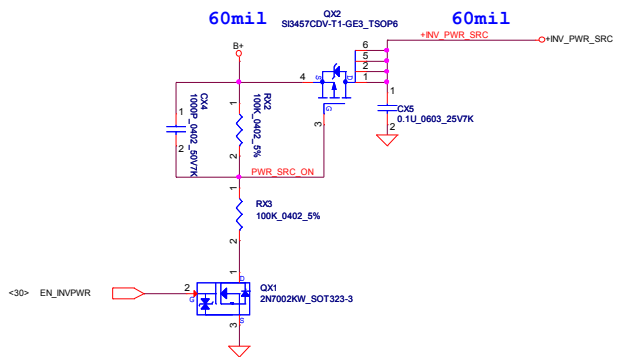 60mil
QX2
SI3457CDV-T1-GE3_TSOP6
60mil
B+
+INV_PWR_SRC
+INV_PWR_SRC
6
5
2
1
4
S
D
G
3
CX4
1000P_0402_50V7K
1
2
1
RX2
100K_0402_5%
2
1
CX5
0.1U_0603_25V7K
2
PWR_SRC_ON
1
RX3
100K_0402_5%
2
1
D
<30>
EN_INVPWR
2
G
QX1
2N7002KW_SOT323-3
S
3